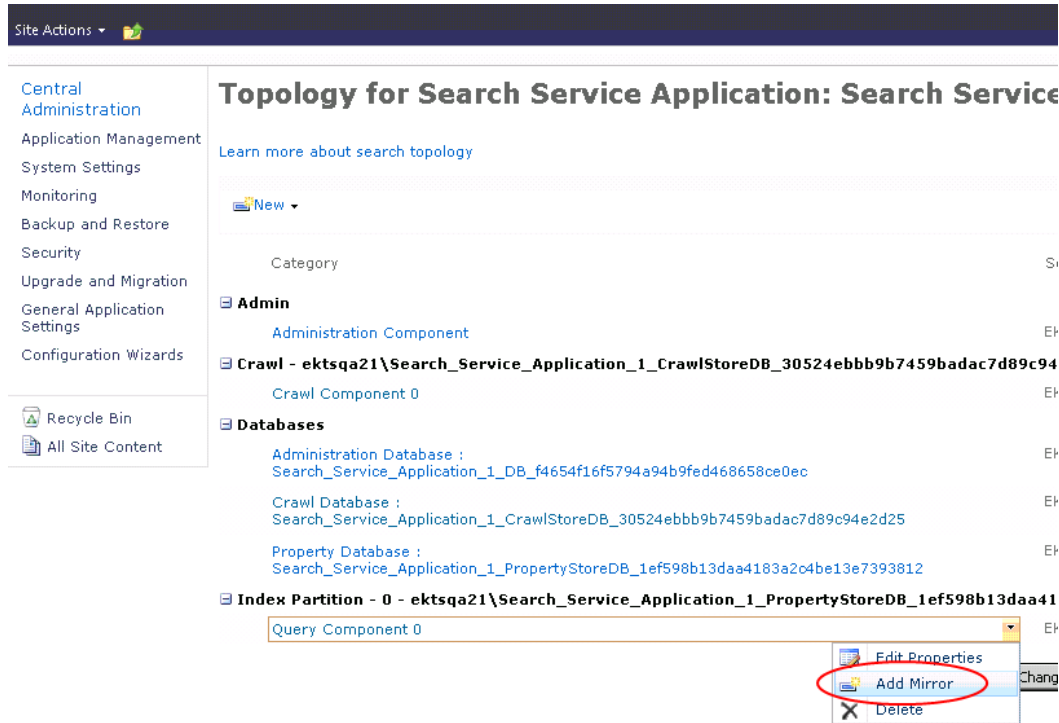 Site Actions
Central
Administration
Application Management
System Settings
Monitoring
Backup and Restore
Security
Upgrade and Migration
General Application
Settings
Configuration Wizards
Recycle Bin
All Site Content
Topology for Search Service Application: Search Service
Learn more about search topology
New
Category
Admin
Administration Component
Crawl - ektsqa21\Search_Service_Application_1_CrawlStoreDB_30524ebbb9b7459badac7d89c94
Crawl Component 0
Databases
Administration Database :
Search_Service_Application_1_DB_f4654f16f5794a94b9fed468658ce0ec
Crawl Database :
Search_Service_Application_1_CrawlStoreDB_30524ebbb9b7459badac7d89c94e2d25
Property Database :
Search_Service_Application_1_PropertyStoreDB_1ef598b13daa4183a2c4be13e7393812
Index Partition - 0 - ektsqa21\Search_Service_Application_1_PropertyStoreDB_1ef598b13daa41
Query Component 0
Edit Properties
Add Mirror
Delete